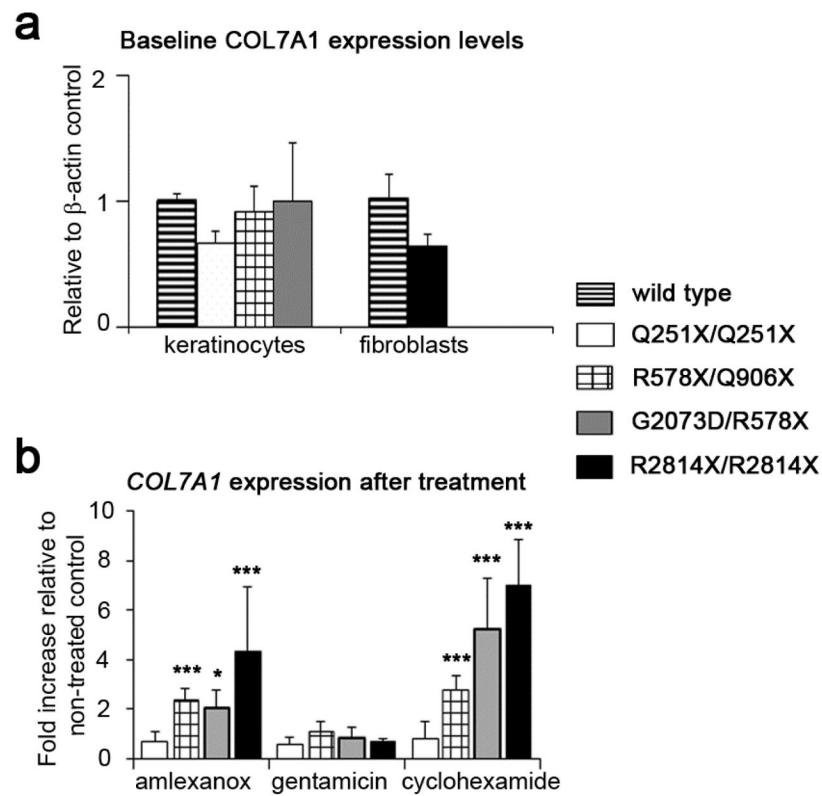 a
Baseline COL7A1 expression levels
Relative to β-actin control
2
1
0
keratinocytes
fibroblasts
wild type
Q251X/Q251X
R578X/Q906X
G2073D/R578X
R2814X/R2814X
b
COL7A1 expression after treatment
Fold increase relative to
non-treated control
10
8
6
4
2
0
***
*
***
***
***
***
amlexanox
gentamicin
cyclohexamide